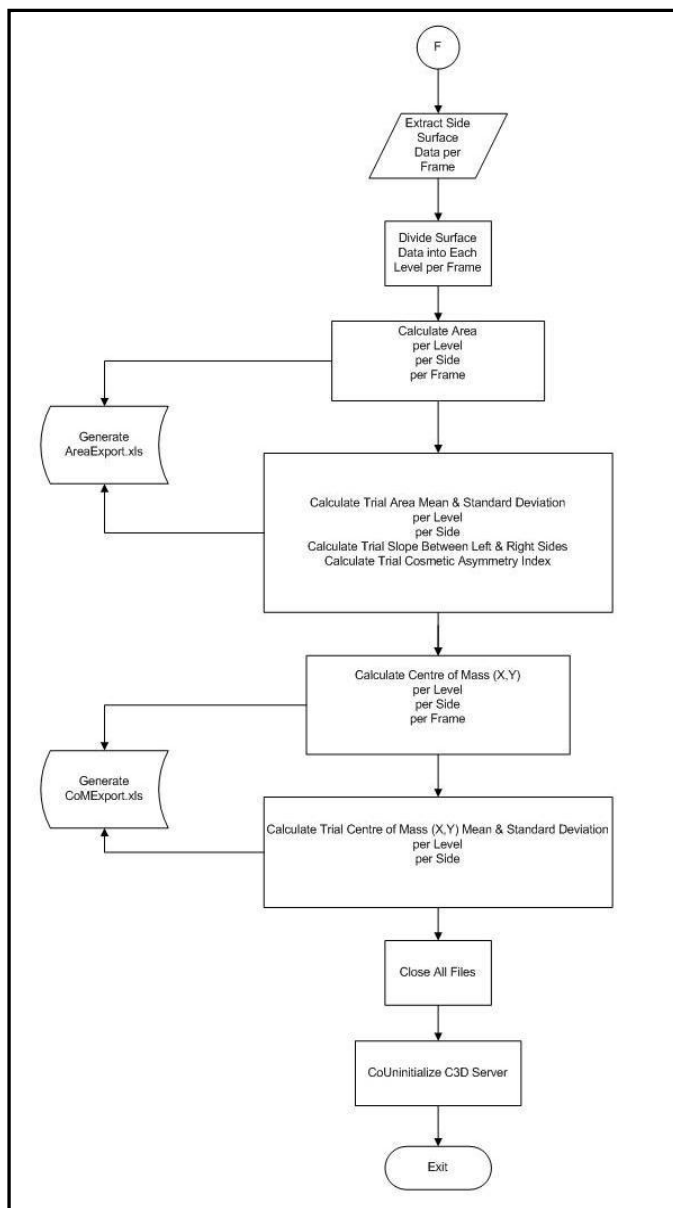 F
Extract Side
Surface
Data per
Frame
Divide Surface
Data into Each
Level per Frame
Calculate Area
per Level
per Side
per Frame
Generate
AreaExport.xls
Calculate Trial Area Mean & Standard Deviation
per Level
per Side
Calculate Trial Slope Between Left & Right Sides
Calculate Trial Cosmetic Asymmetry Index
Calculate Centre of Mass (X,Y)
per Level
per Side
per Frame
Generate
CoMExport.xls
Calculate Trial Centre of Mass (X,Y) Mean & Standard Deviation
per Level
per Side
Close All Files
CoUninitialize C3D Server
Exit